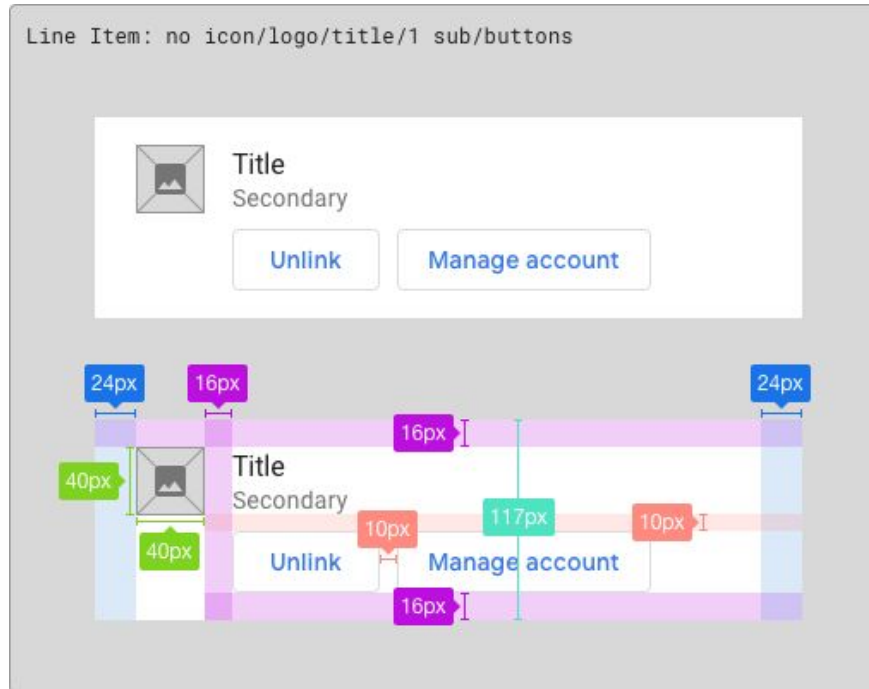 Line Item: no icon/logo/title/1 sub/buttons
Title
Secondary
Unlink Manage account
24px 16px 24px
16px
Title
40px
Secondary
117px 10px
10px
40px
Unlink Manage account
16px